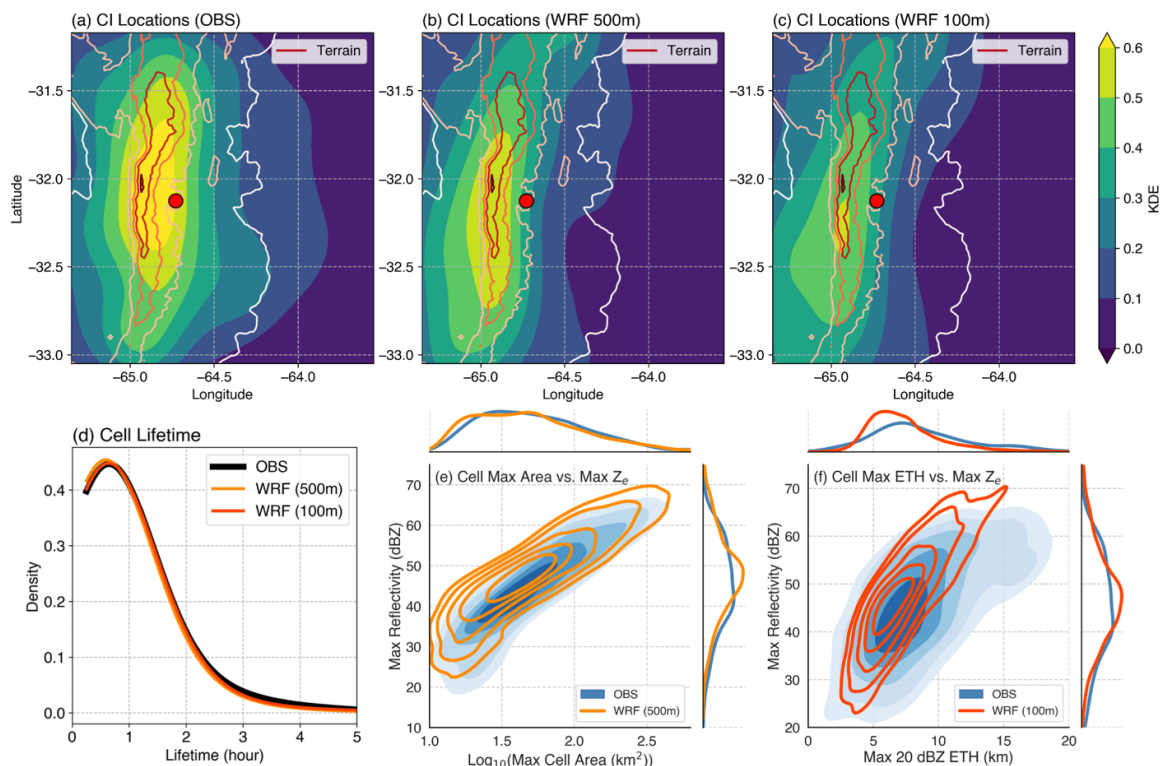 (a) CI Locations (OBS)
Terrain
−31.5
−32.0
−32.5
−33.0
Latitude
−65.0
−64.5
−64.0
Longitude
(b) CI Locations (WRF 500m)
Terrain
−31.5
−32.0
−32.5
−33.0
−65.0
−64.5
−64.0
Longitude
(c) CI Locations (WRF 100m)
Terrain
−31.5
−32.0
−32.5
−33.0
−65.0
−64.5
−64.0
Longitude
0.6
0.5
0.4
0.3
0.2
0.1
0.0
KDE
(d) Cell Lifetime
OBS
WRF (500m)
WRF (100m)
0.4
0.3
0.2
0.1
0.0
Density
0
1
2
3
4
5
Lifetime (hour)
(e) Cell Max Area vs. Max Zₑ
70
60
50
40
30
20
10
Max Reflectivity (dBZ)
OBS
WRF (500m)
1.0
1.5
2.0
2.5
Log₁₀(Max Cell Area (km²))
(f) Cell Max ETH vs. Max Zₑ
70
60
50
40
30
20
Max Reflectivity (dBZ)
OBS
WRF (100m)
0
5
10
15
20
Max 20 dBZ ETH (km)